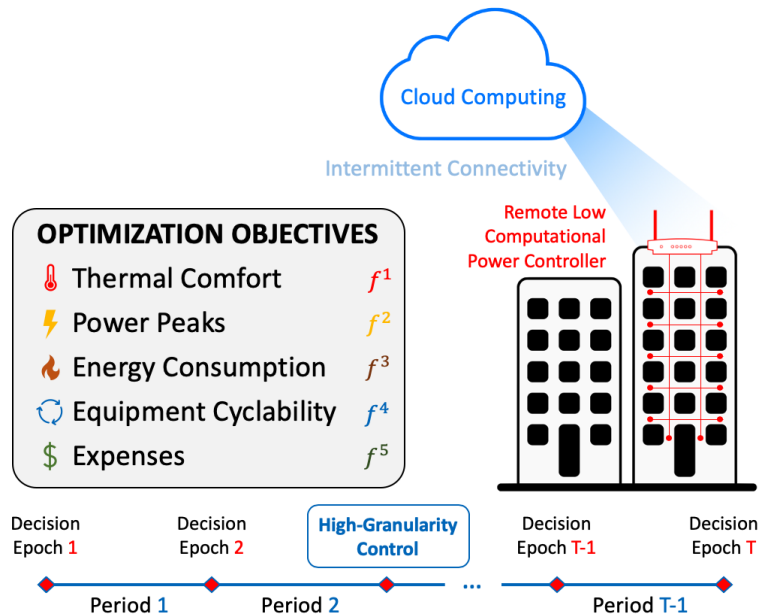 Cloud Computing
Intermittent Connectivity
Remote Low
Computational
Power Controller
OPTIMIZATION OBJECTIVES
Thermal Comfort f¹
Power Peaks f²
Energy Consumption f³
Equipment Cyclability f⁴
$ Expenses f⁵
Decision
Epoch 1
Decision
Epoch 2
High-Granularity
Control
Decision
Epoch T-1
Decision
Epoch T
...
Period 1
Period 2
Period T-1